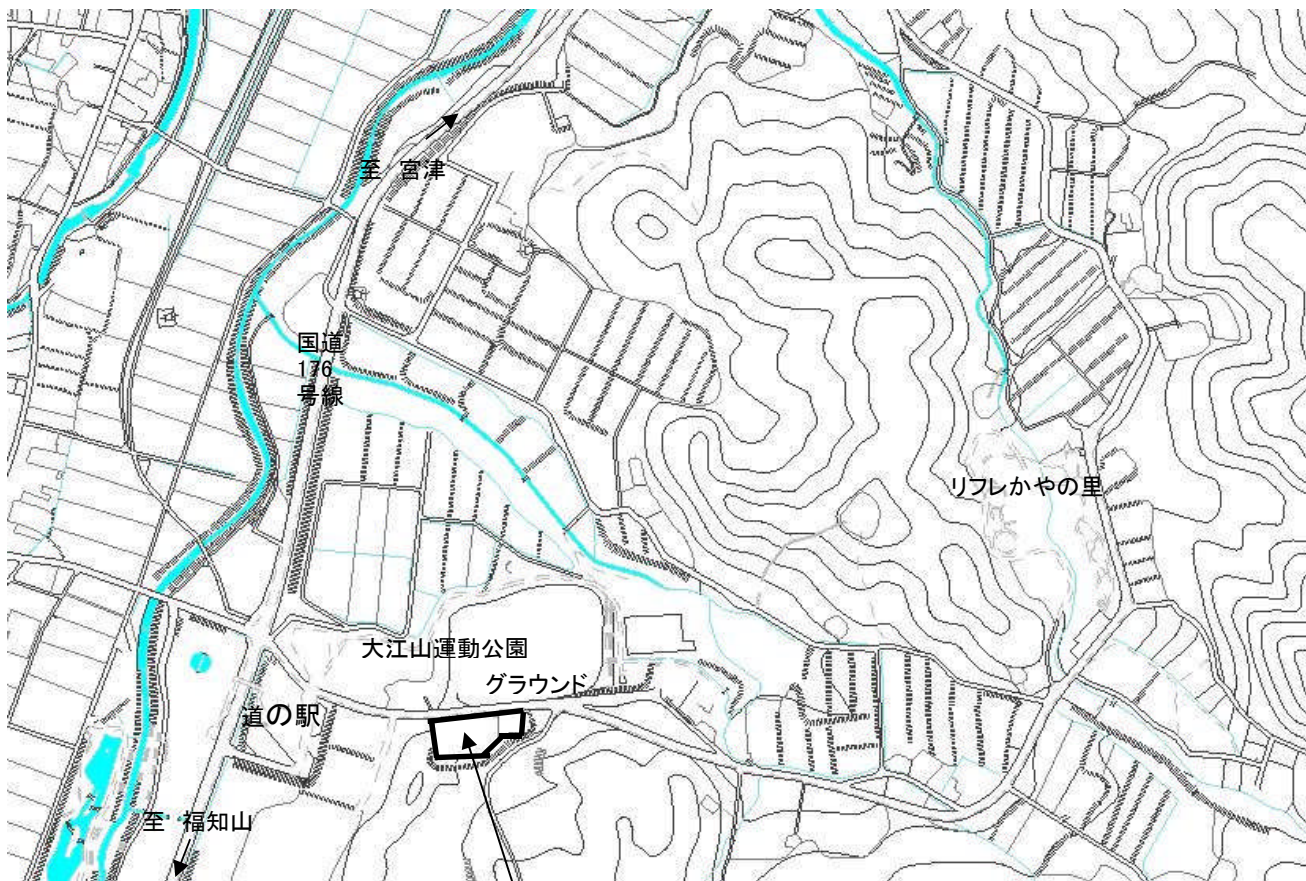 至 宮津
国道
176
号線
リフレかやの里
大江山運動公園
グラウンド
道の駅
至 福知山